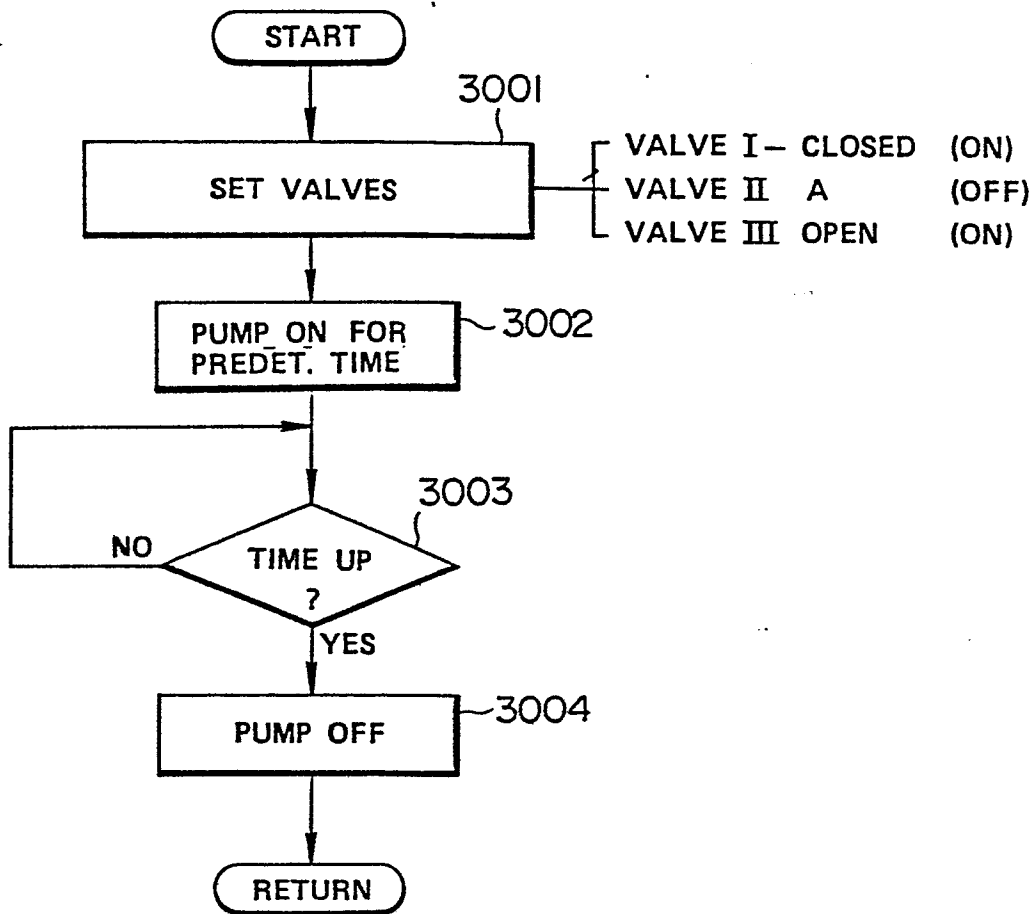 START
3001
SET VALVES
VALVE I – CLOSED (ON)
VALVE II A (OFF)
VALVE III OPEN (ON)
PUMP ON FOR
PREDET. TIME
3002
3003
TIME UP
?
NO
YES
PUMP OFF
3004
RETURN